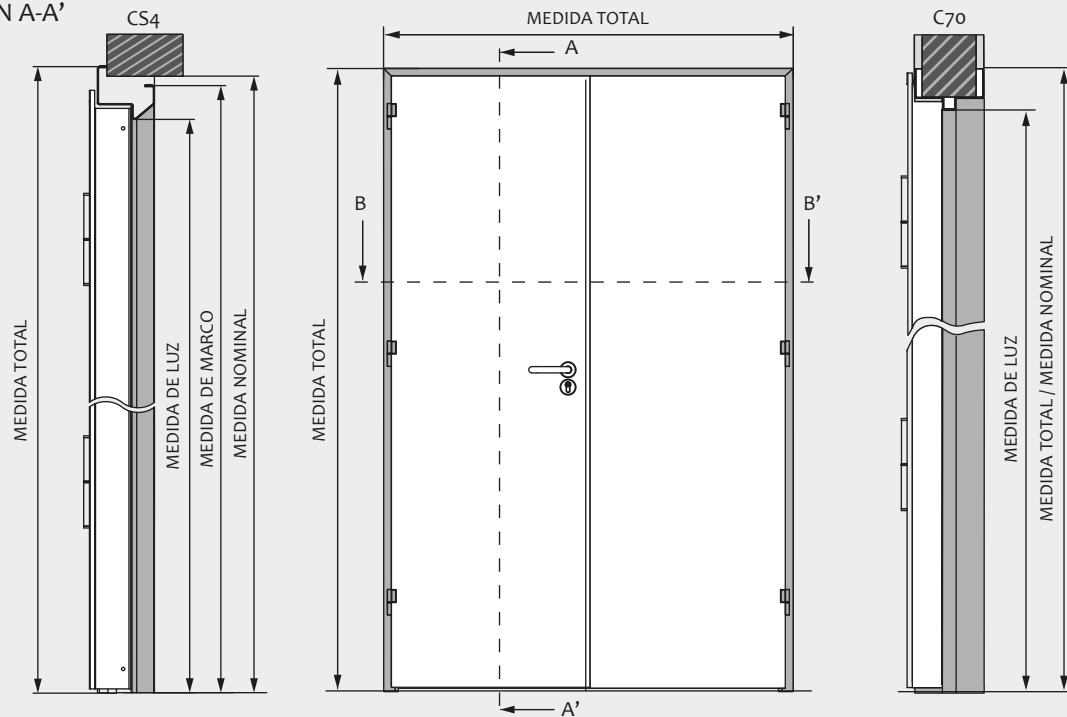 N A-A’
CS4
MEDIDA TOTAL
MEDIDA DE LUZ
MEDIDA DE MARCO
MEDIDA NOMINAL
MEDIDA TOTAL
A
MEDIDA TOTAL
B
B’
A’
C70
MEDIDA DE LUZ
MEDIDA TOTAL / MEDIDA NOMINAL